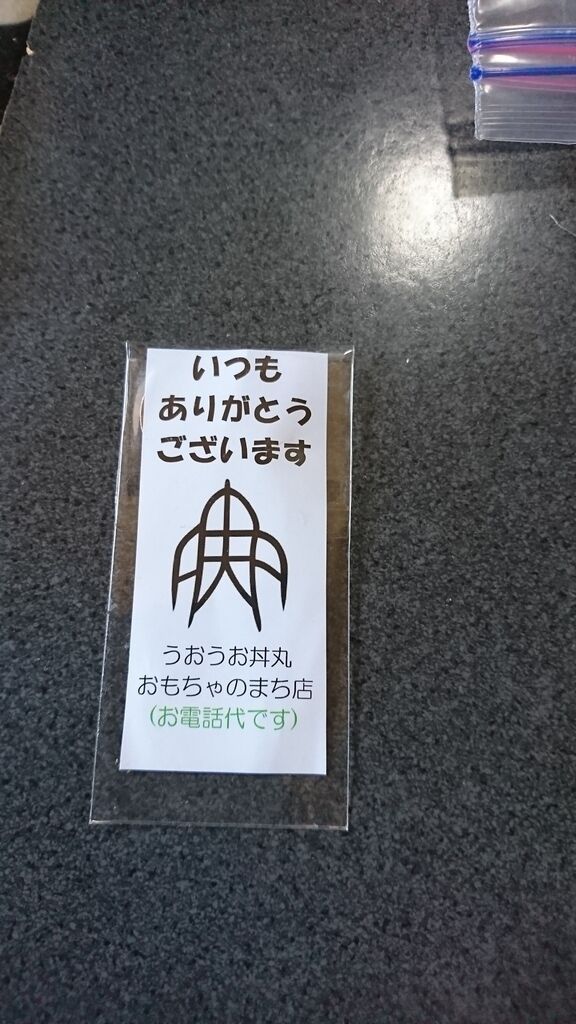 いつも
ありがとう
ございます
うおうお丼丸
おもちゃのまち店
(お電話代です)